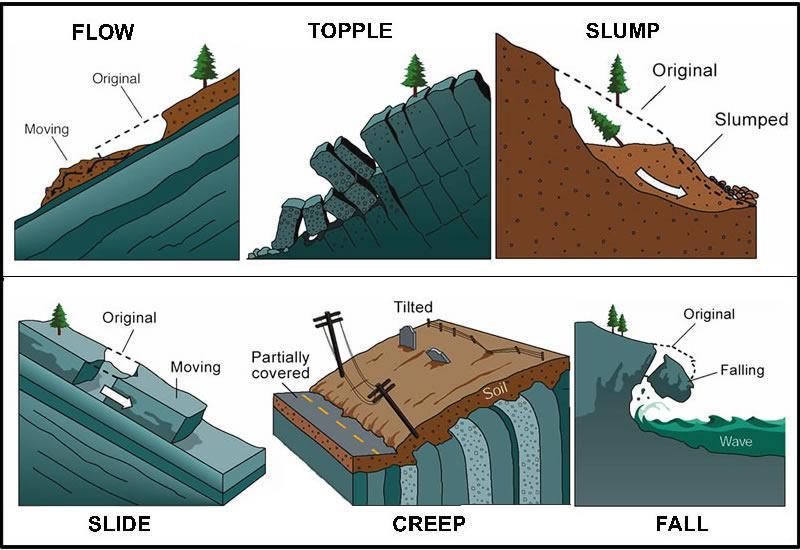 FLOW
TOPPLE
SLUMP
Original
Moving
Original
Slumped
Original
Moving
Tilted
Partially
covered
Soil
Original
Falling
Wave
SLIDE
CREEP
FALL